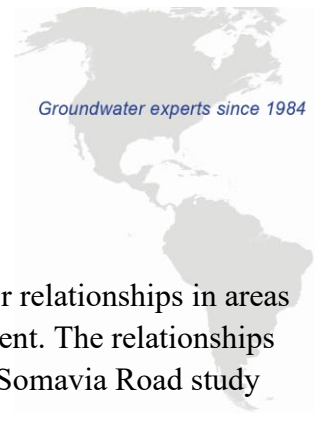 Groundwater experts since 1984
r relationships in areas
ent. The relationships
Somavia Road study